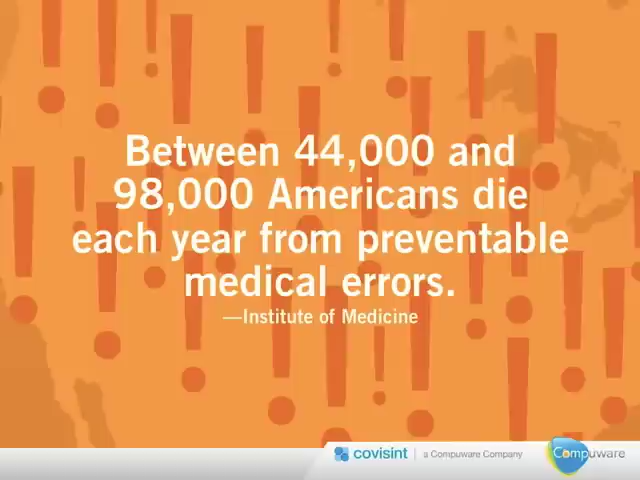 Between 44,000 and
98,000 Americans die
each year from preventable
medical errors.
—Institute of Medicine
covisint | a Compuware Company
Compuware